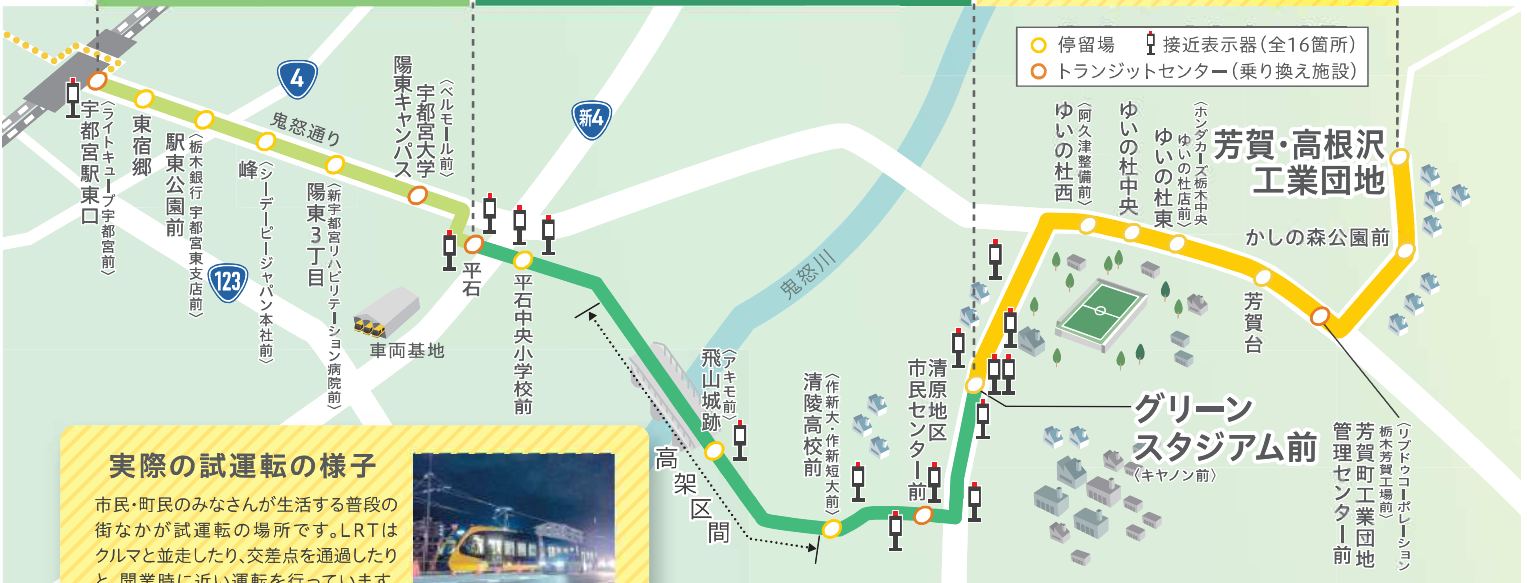 停留場
接近表示器(全16箇所)
トランジットセンター(乗り換え施設)
4
新4
123
鬼怒通り
鬼怒川
宇都宮駅東口
〈ライトキューブ宇都宮前〉
東宿郷
駅東公園前
〈栃木銀行 宇都宮東支店前〉
峰
〈シーデーピージャパン本社前〉
陽東3丁目
〈新宇都宮リハビリテーション病院前〉
宇都宮大学
陽東キャンパス
〈ベルモール前〉
平石
平石中央小学校前
車両基地
高架区間
飛山城跡
〈アキモ前〉
清陵高校前
〈作新大・作新短大前〉
清原地区
市民センター前
グリーン
スタジアム前
〈キヤノン前〉
ゆいの杜西
〈阿久津整備前〉
ゆいの杜中央
ゆいの杜東
〈ホンダカーズ栃木中央
ゆいの杜店前〉
芳賀台
芳賀町工業団地
管理センター前
〈リブドゥコーポレーション
栃木芳賀工場前〉
かしの森公園前
芳賀・高根沢
工業団地
実際の試運転の様子
市民・町民のみなさんが生活する普段の
街なかが試運転の場所です。LRTは
クルマと並走したり、交差点を通過したり
と、開業時に近い運転を行っています。